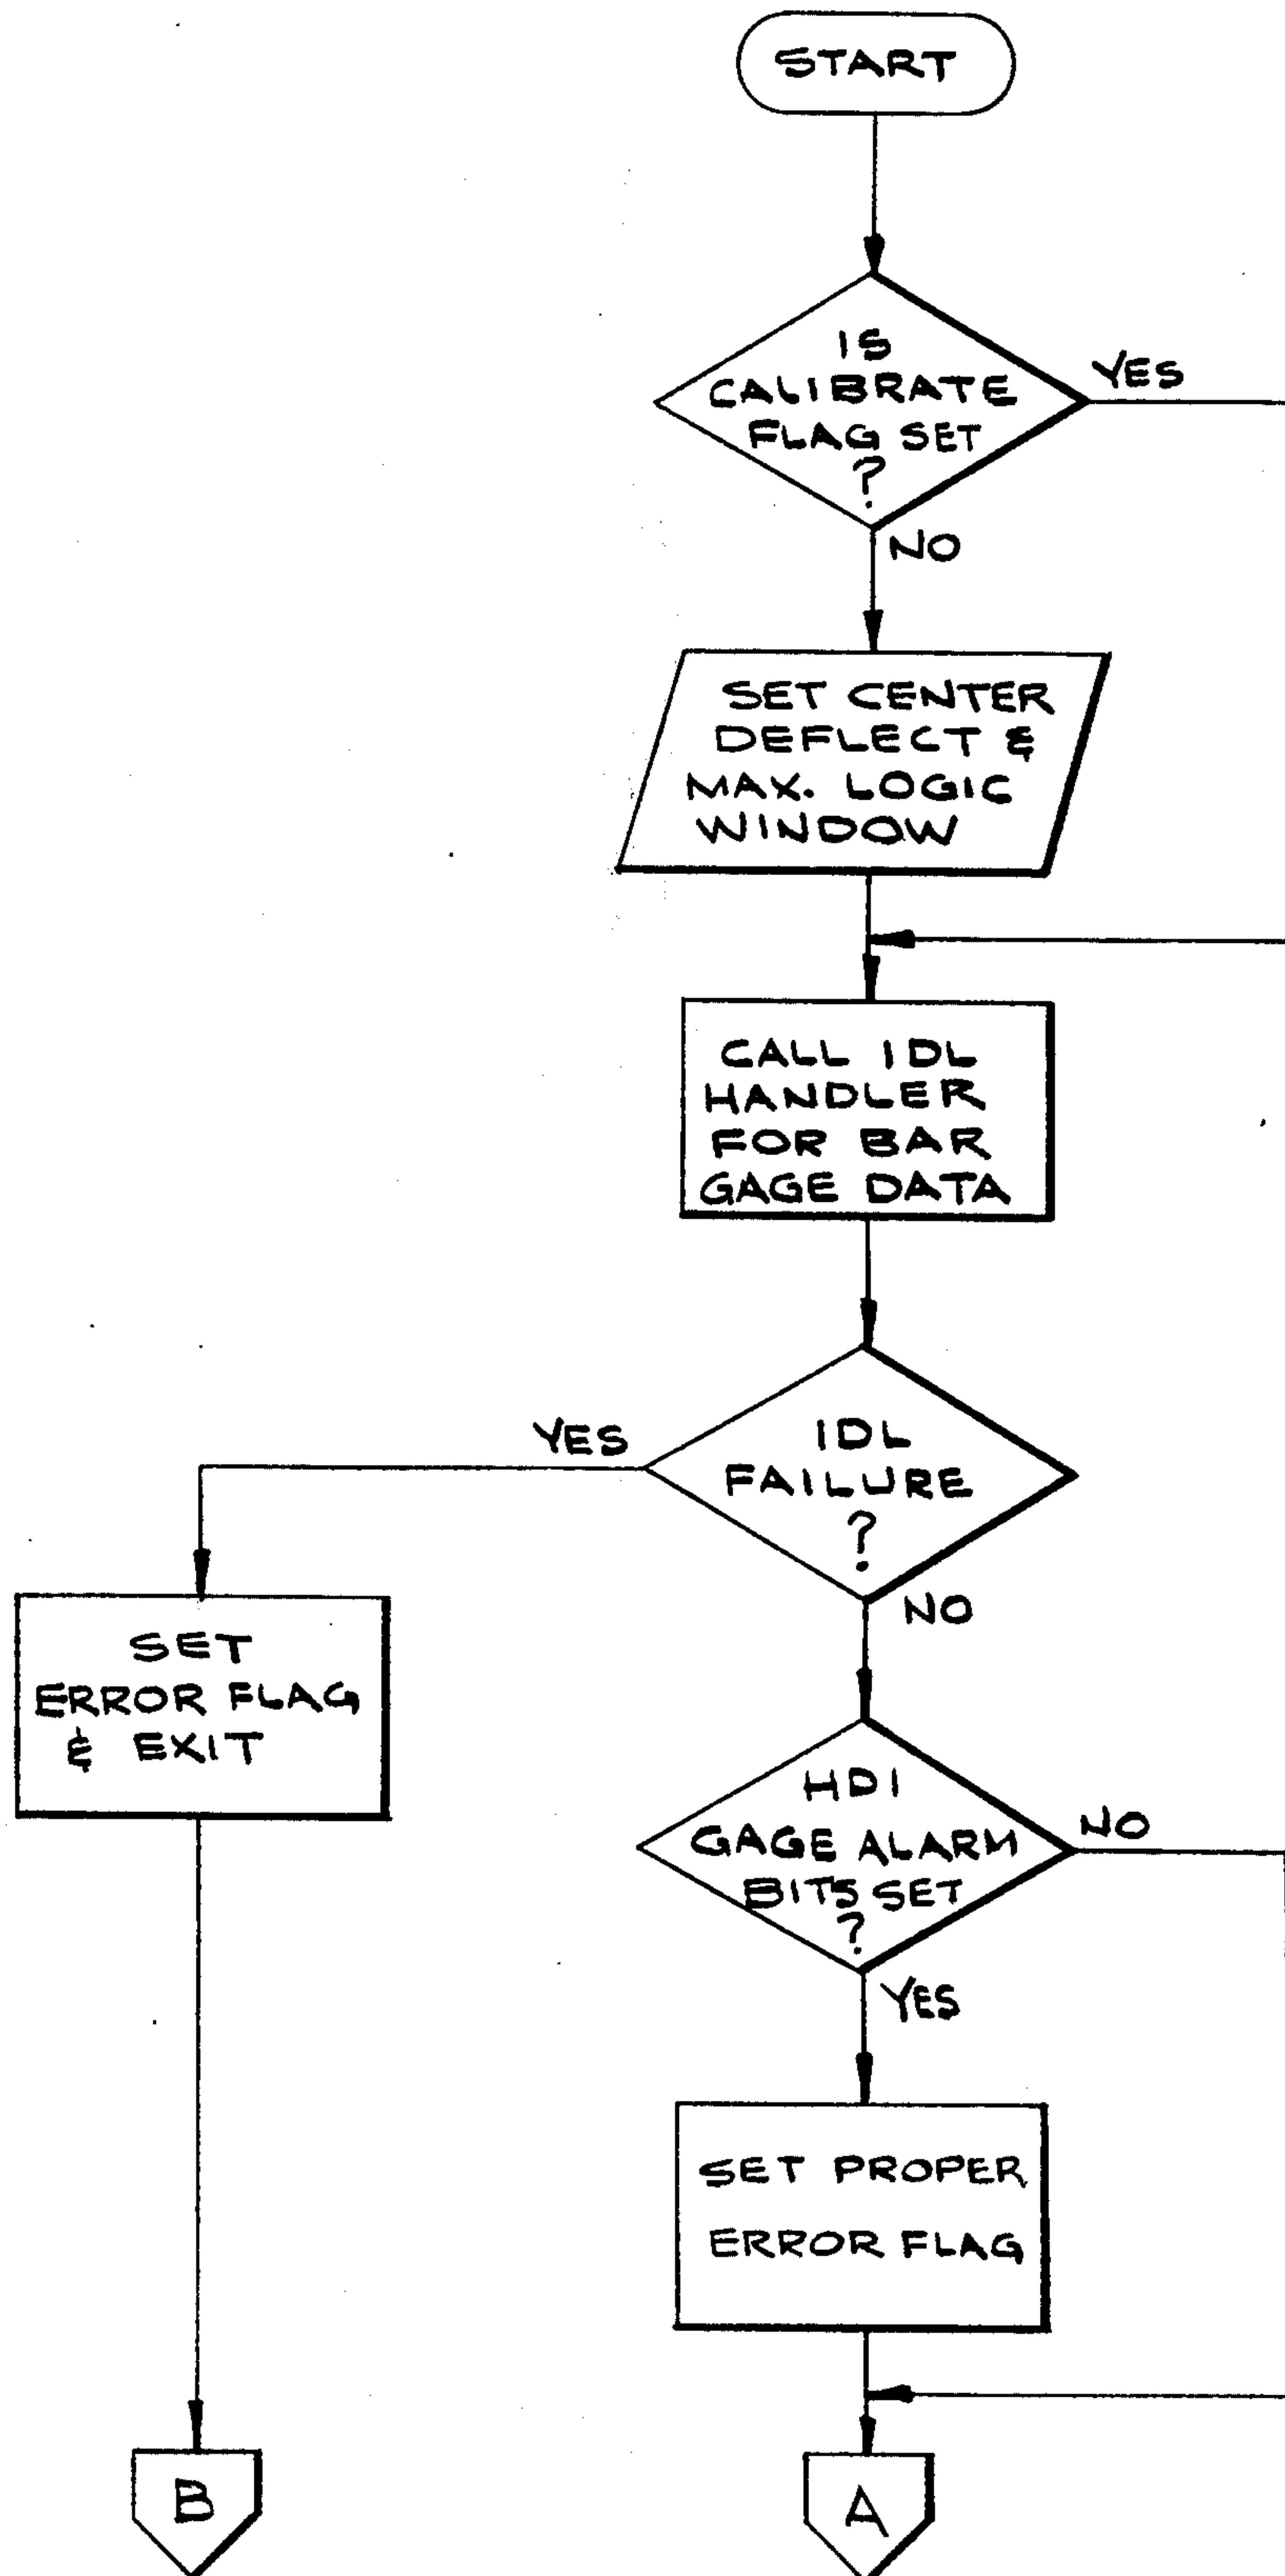 START
IS
CALIBRATE
FLAG SET
?
YES
NO
SET CENTER
DEFLECT &
MAX. LOGIC
WINDOW
CALL IDL
HANDLER
FOR BAR
GAGE DATA
IDL
FAILURE
?
YES
NO
SET
ERROR FLAG
& EXIT
HDI
GAGE ALARM
BITS SET
?
NO
YES
SET PROPER
ERROR FLAG
B
A